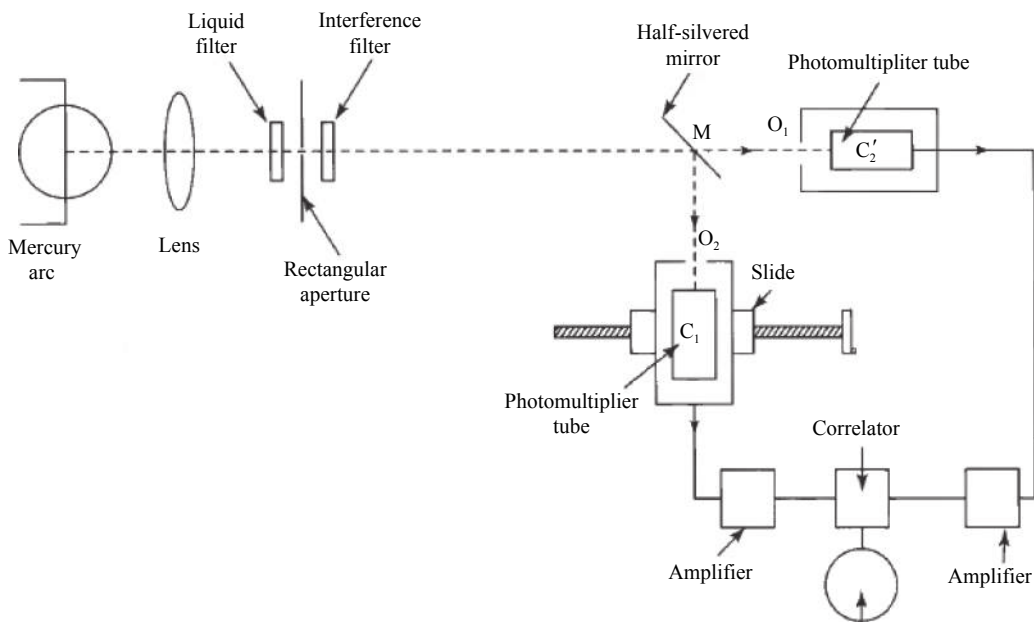 Liquid
filter
Interference
filter
Half-silvered
mirror
Photomultipliter tube
M
O₁
C₂′
Mercury
arc
Lens
Rectangular
aperture
O₂
Slide
C₁
Photomultiplier
tube
Correlator
Amplifier
Amplifier